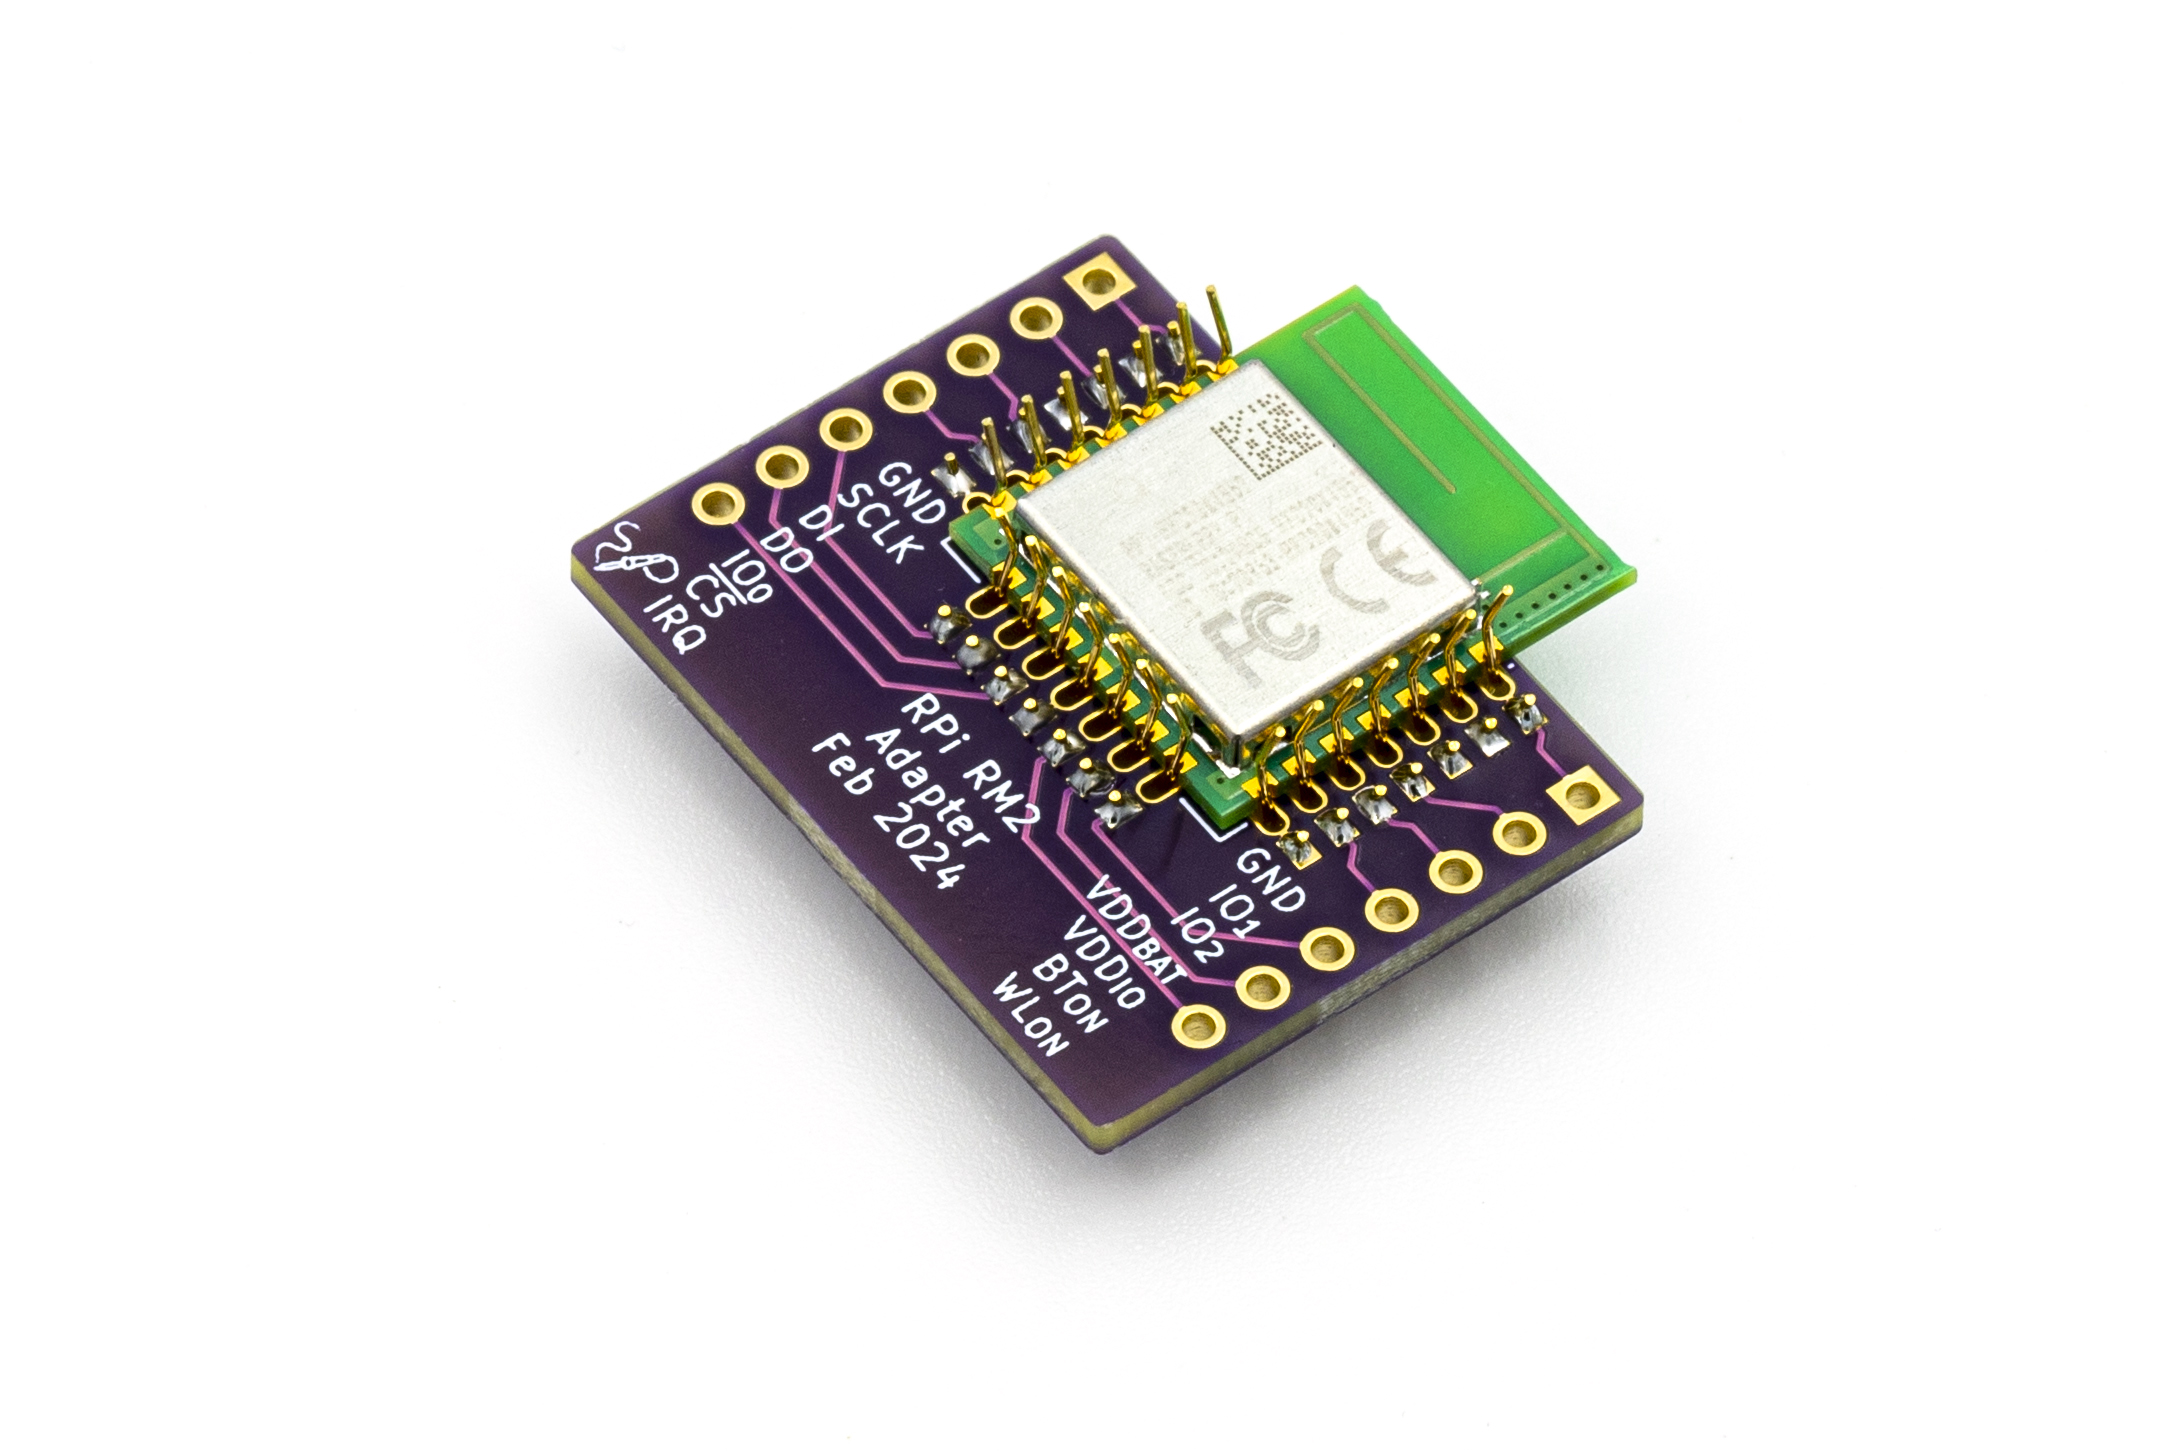 GND
SCLK
DI
DO
IO0
CS
IRQ
RPi RM2
Adapter
Feb 2024
GND
IO1
IO2
VDDBAT
VDDIO
BTON
WLON
FC
CE